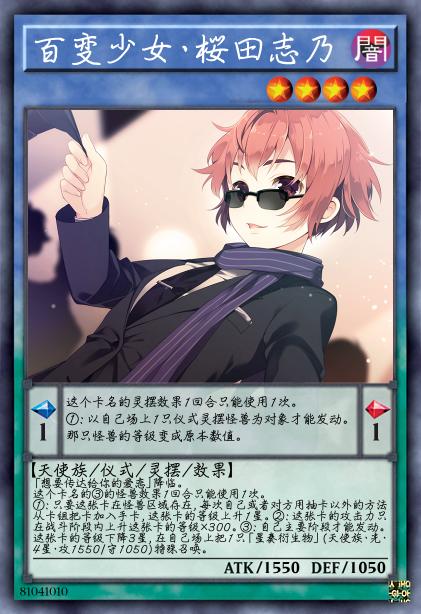 百变少女·桜田志乃 闇
这个卡名的灵摆效果1回合只能使用1次。
①:以自己场上1只仪式灵摆怪兽为对象才能发动。
那只怪兽的等级变成原本数值。
1
1
【天使族/仪式/灵摆/效果】
「想要传达给你的爱恋」降临。
这个卡名的③的怪兽效果1回合只能使用1次。
①:只要这张卡在怪兽区域存在,每次自己或者对方用抽卡以外的方法
从卡组把卡加入手卡,这张卡的等级上升1星。②:这张卡的攻击力只
在战斗阶段内上升这张卡的等级×300。③:自己主要阶段才能发动。
这张卡的等级下降3星,在自己场上把1只「星奏衍生物」(天使族·光·
4星·攻1550/守1050)特殊召唤。
ATK/1550 DEF/1050
81041010